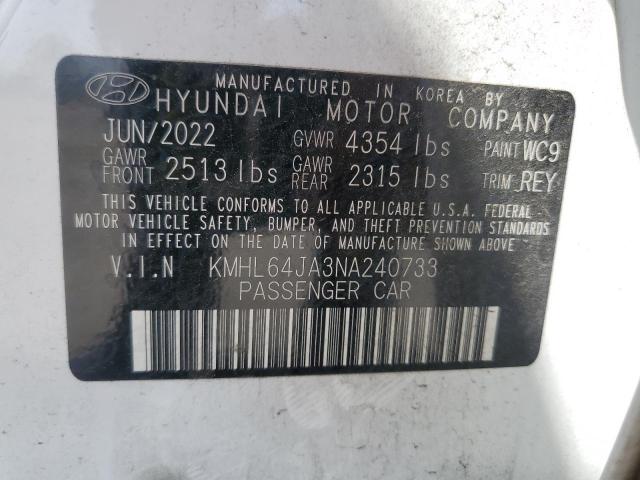 MANUFACTURED IN KOREA BY
HYUNDAI MOTOR COMPANY
JUN/2022 GVWR 4354 lbs PAINT WC9
GAWR FRONT 2513 lbs GAWR REAR 2315 lbs TRIM REY
THIS VEHICLE CONFORMS TO ALL APPLICABLE U.S.A. FEDERAL
MOTOR VEHICLE SAFETY, BUMPER, AND THEFT PREVENTION STANDARDS
IN EFFECT ON THE DATE OF MANUFACTURE SHOWN ABOVE
V.I.N KMHL64JA3NA240733
PASSENGER CAR